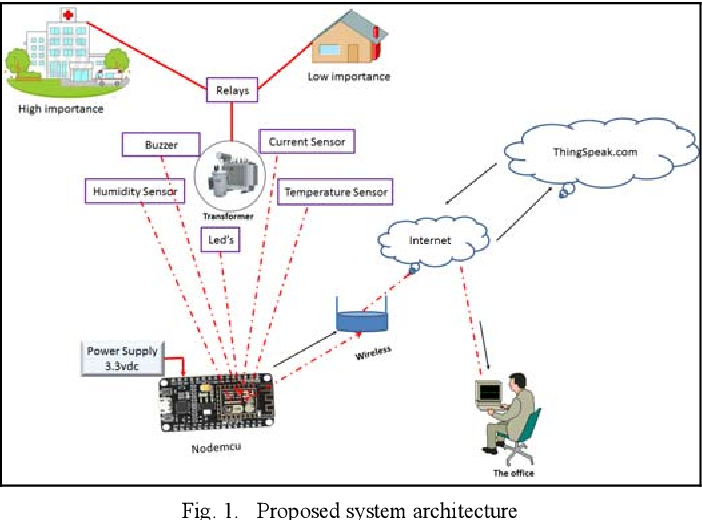 High importance
Low importance
Relays
Buzzer
Current Sensor
Humidity Sensor
Temperature Sensor
Transformer
Led's
ThingSpeak.com
Internet
Wireless
Power Supply
3.3vdc
Nodemcu
The office
Fig. 1. Proposed system architecture